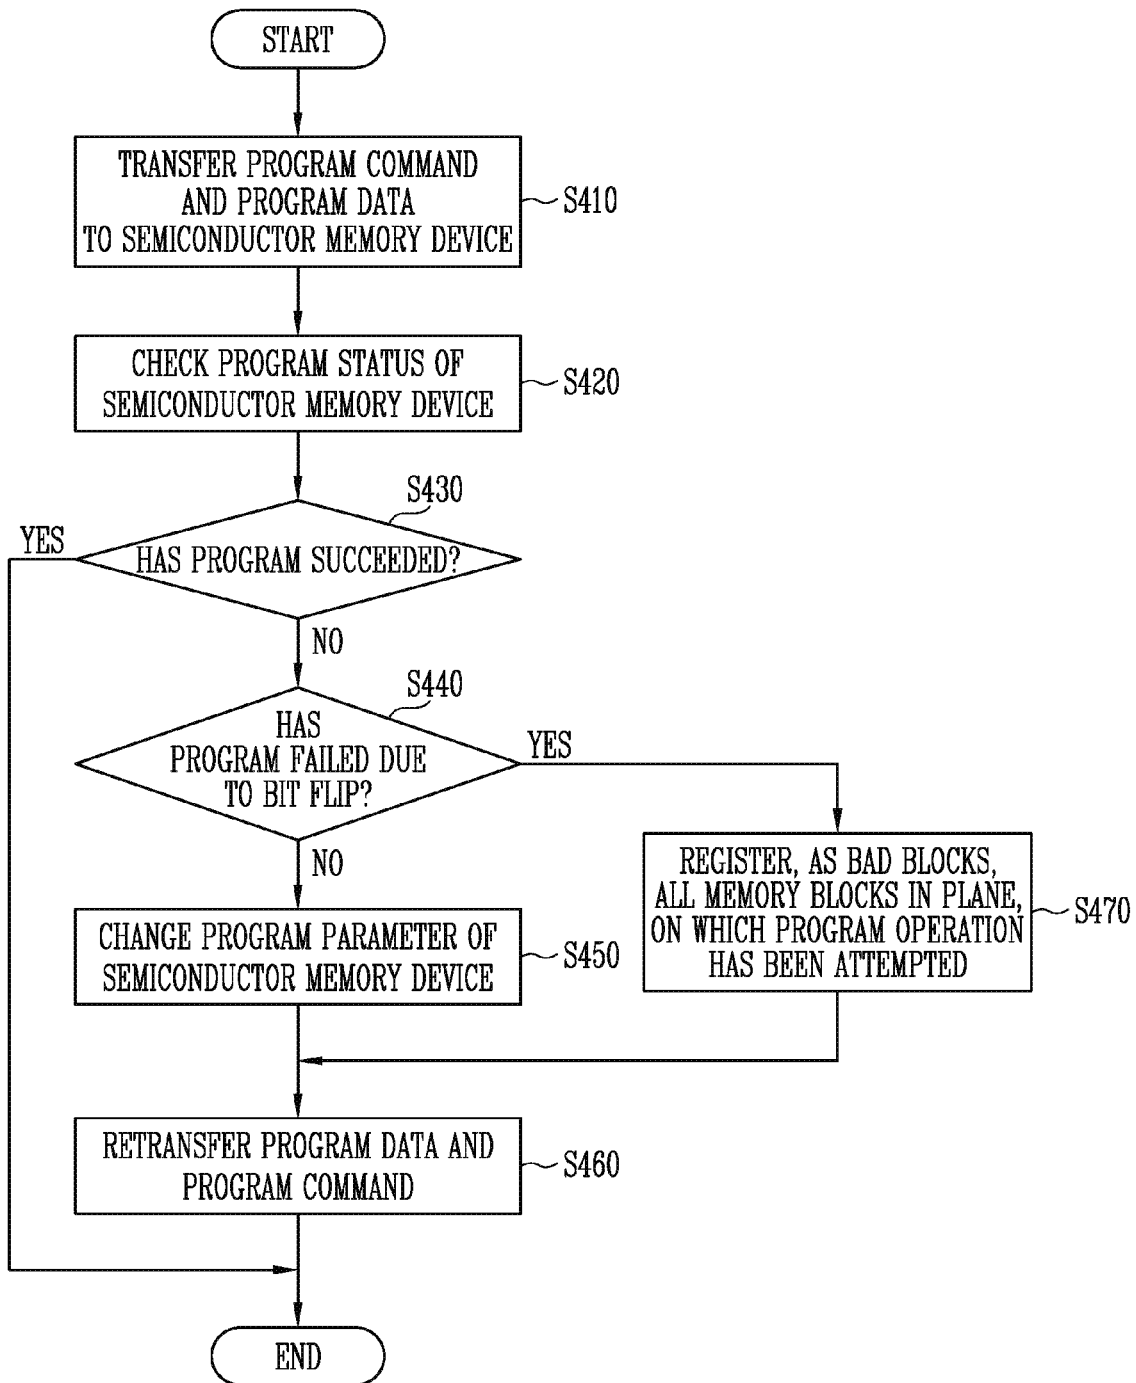 START
TRANSFER PROGRAM COMMAND
AND PROGRAM DATA
TO SEMICONDUCTOR MEMORY DEVICE
S410
CHECK PROGRAM STATUS OF
SEMICONDUCTOR MEMORY DEVICE
S420
S430
YES
HAS PROGRAM SUCCEEDED?
NO
S440
HAS
PROGRAM FAILED DUE
TO BIT FLIP?
YES
NO
REGISTER, AS BAD BLOCKS,
ALL MEMORY BLOCKS IN PLANE,
ON WHICH PROGRAM OPERATION
HAS BEEN ATTEMPTED
S470
CHANGE PROGRAM PARAMETER OF
SEMICONDUCTOR MEMORY DEVICE
S450
RETRANSFER PROGRAM DATA AND
PROGRAM COMMAND
S460
END